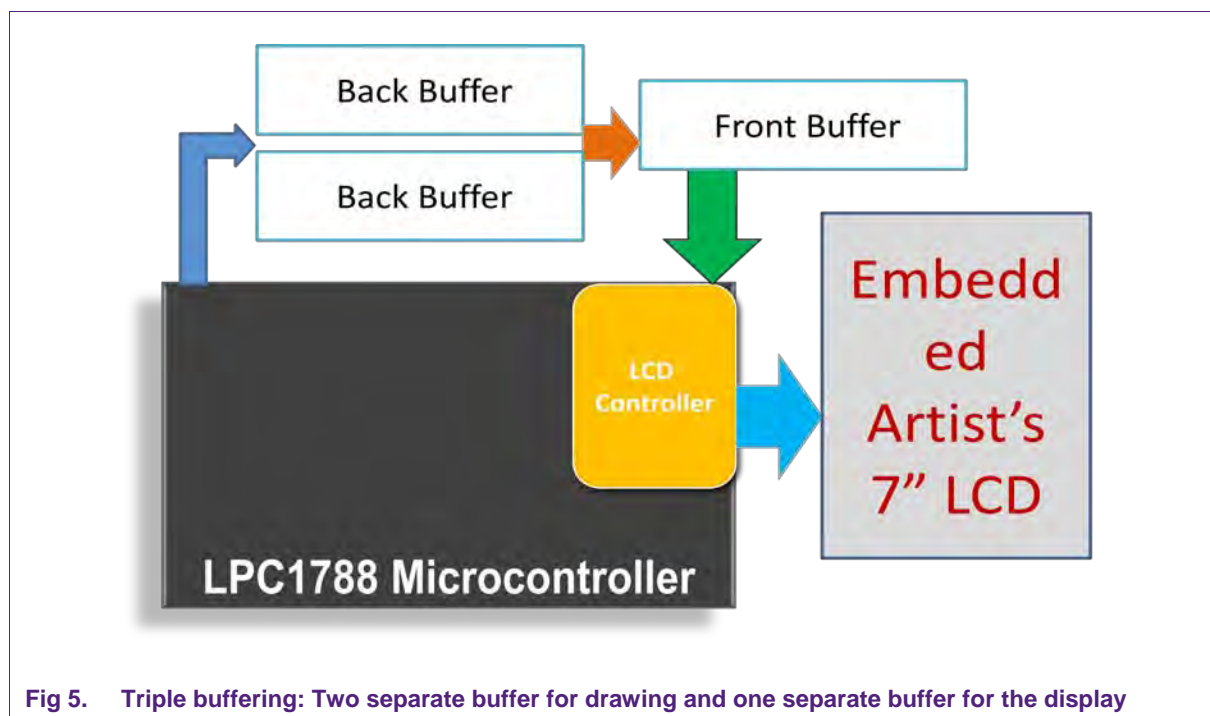 Back Buffer
Back Buffer
Front Buffer
LCD
Controller
Embedd
ed
Artist’s
7” LCD
LPC1788 Microcontroller
Fig 5. Triple buffering: Two separate buffer for drawing and one separate buffer for the display